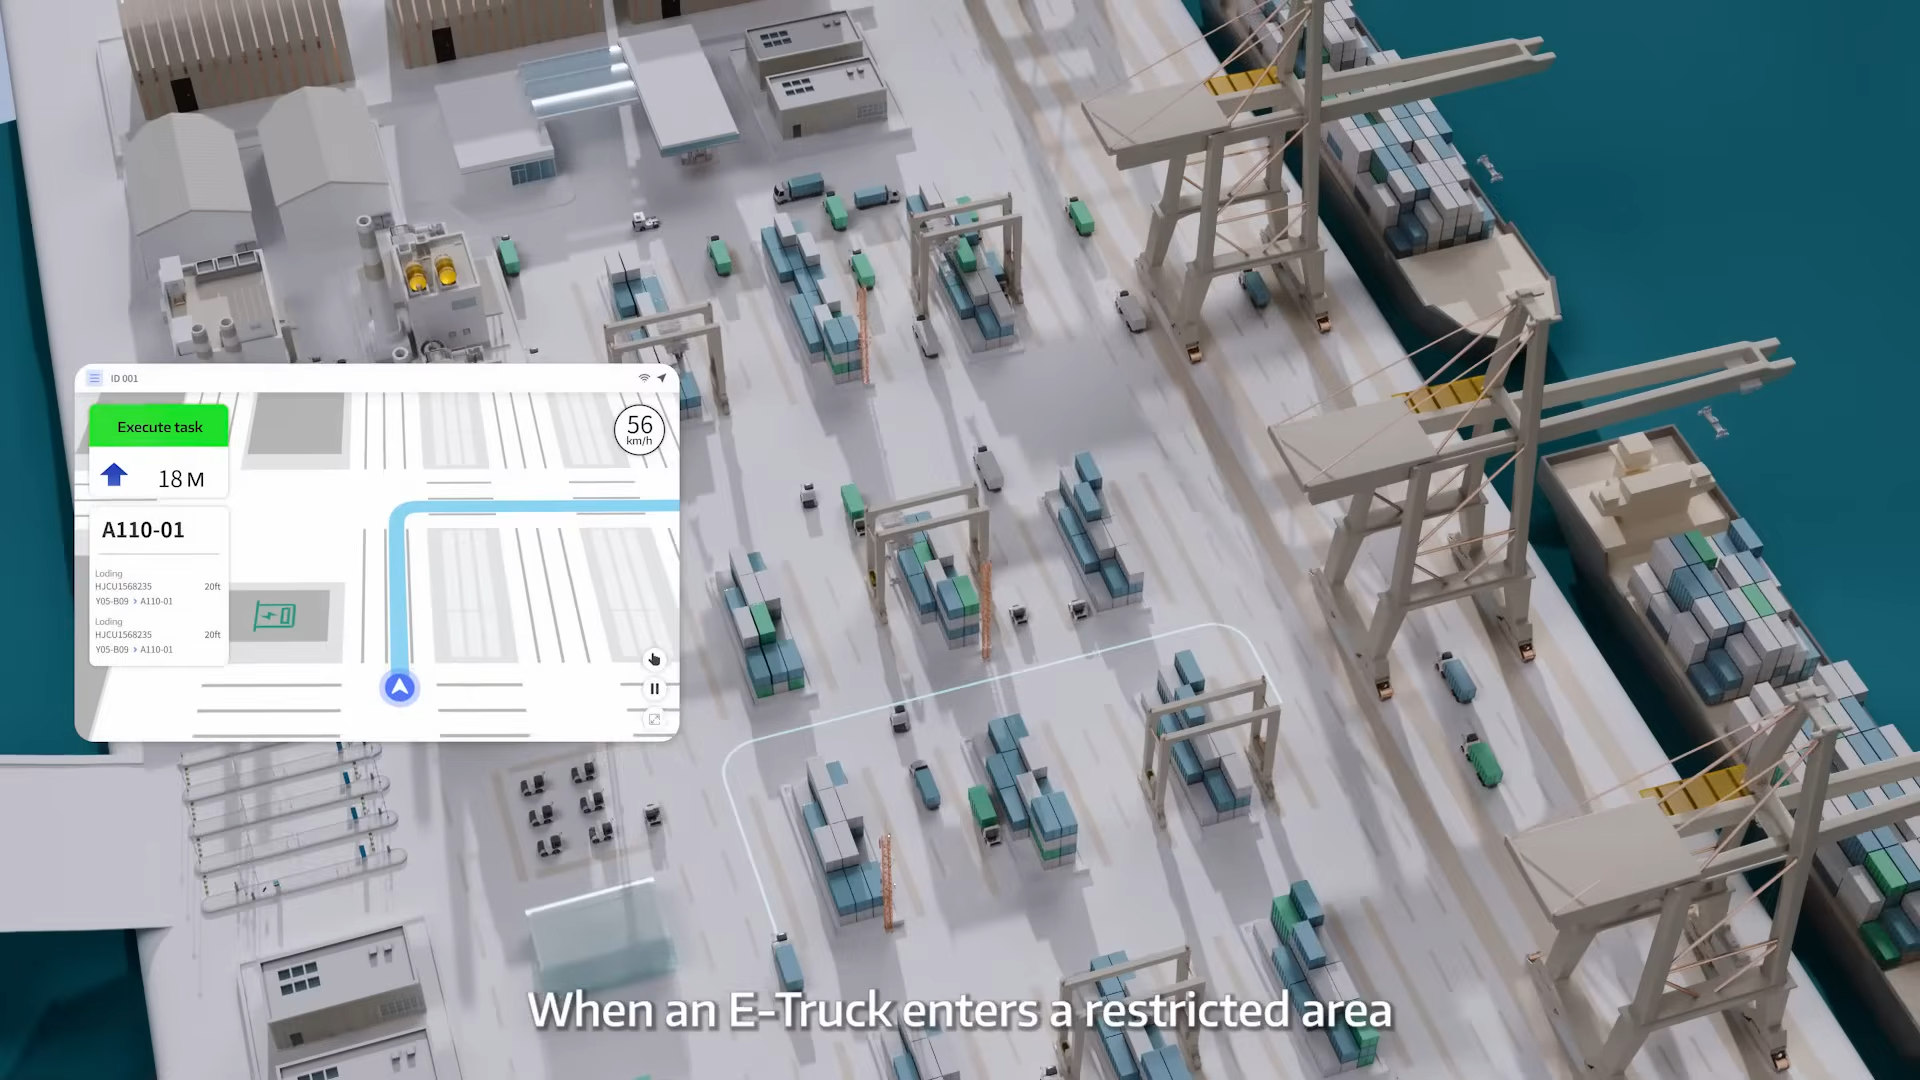 ID 001
Execute task
56
km/h
18 M
A110-01
Loding
HJCU1568235 20ft
Y05-B09 > A110-01
Loding
HJCU1568235 20ft
Y05-B09 > A110-01
When an E-Truck enters a restricted area